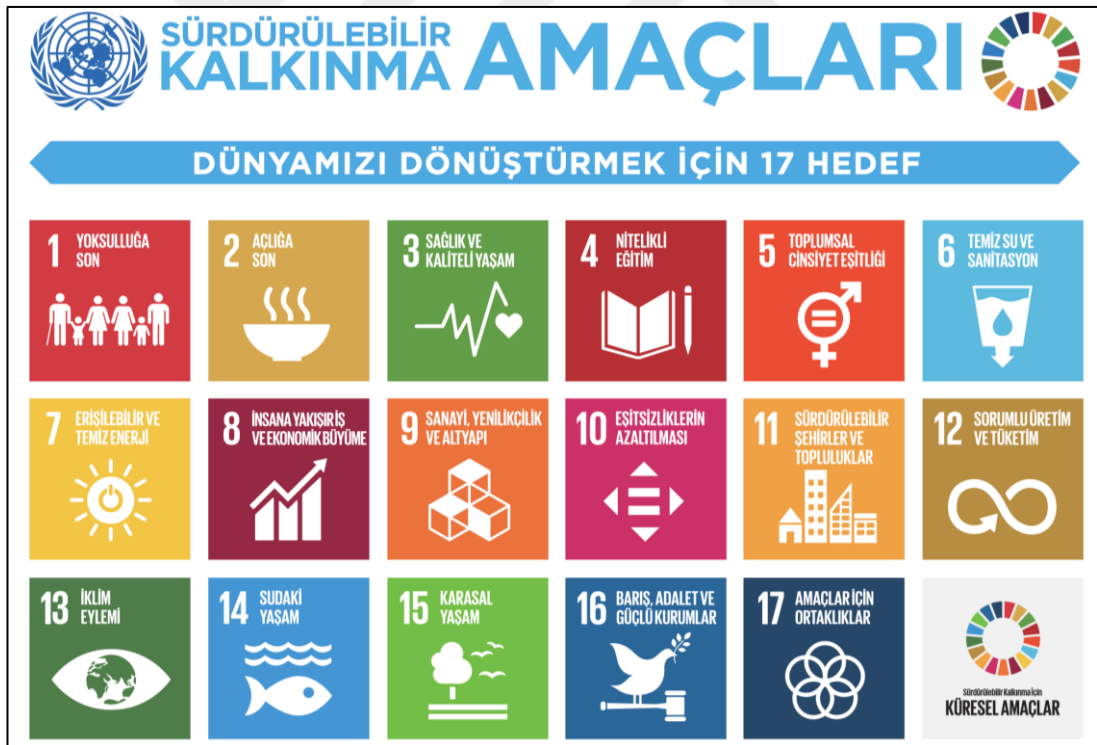 SÜRDÜRÜLEBİLİR
KALKINMA AMAÇLARI
DÜNYAMIZI DÖNÜŞTÜRMEK İÇİN 17 HEDEF
1 YOKSULLUĞA
SON
2 AÇLIĞA
SON
3 SAĞLIK VE
KALİTELİ YAŞAM
4 NİTELİKLİ
EĞİTİM
5 TOPLUMSAL
CİNSİYET EŞİTLİĞİ
6 TEMİZ SU VE
SANİTASYON
7 ERİŞİLEBİLİR VE
TEMİZ ENERJİ
8 İNSANA YAKIŞIR İŞ
VE EKONOMİK BÜYÜME
9 SANAYİ, YENİLİKÇİLİK
VE ALTYAPI
10 EŞİTSİZLİKLERİN
AZALTILMASI
11 SÜRDÜRÜLEBİLİR
ŞEHİRLER VE
TOPLULUKLAR
12 SORUMLU ÜRETİM
VE TÜKETİM
13 İKLİM
EYLEMİ
14 SUDAKİ
YAŞAM
15 KARASAL
YAŞAM
16 BARIŞ, ADALET VE
GÜÇLÜ KURUMLAR
17 AMAÇLAR İÇİN
ORTAKLIKLAR
Sürdürülebilir Kalkınma İçin
KÜRESEL AMAÇLAR